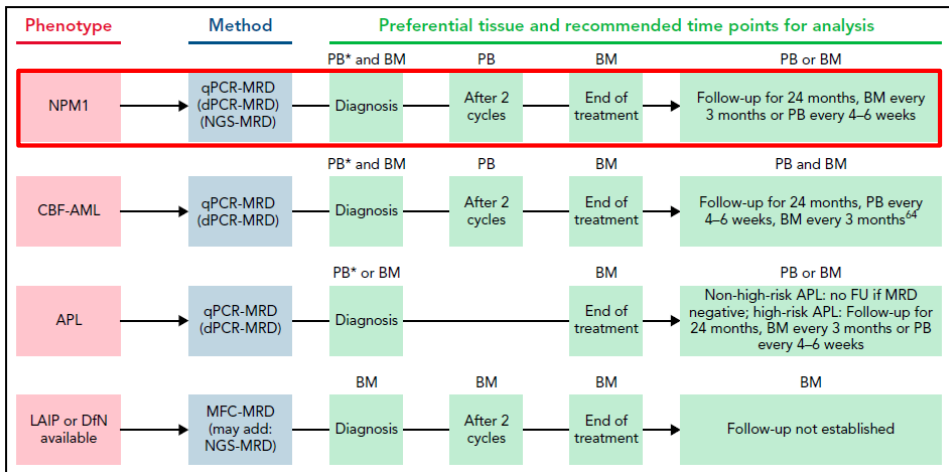 Phenotype Method Preferential tissue and recommended time points for analysis
PB* and BM PB BM PB or BM
NPM1
qPCR-MRD
(dPCR-MRD)
(NGS-MRD)
Diagnosis
After 2
cycles
End of
treatment
Follow-up for 24 months, BM every
3 months or PB every 4–6 weeks
PB* and BM PB BM PB and BM
CBF-AML
qPCR-MRD
(dPCR-MRD)
Diagnosis
After 2
cycles
End of
treatment
Follow-up for 24 months, PB every
4–6 weeks, BM every 3 months⁶⁴
PB* or BM BM PB or BM
APL
qPCR-MRD
(dPCR-MRD)
Diagnosis
End of
treatment
Non-high-risk APL: no FU if MRD
negative; high-risk APL: Follow-up for
24 months, BM every 3 months or PB
every 4–6 weeks
BM BM BM BM
LAIP or DfN
available
MFC-MRD
(may add:
NGS-MRD)
Diagnosis
After 2
cycles
End of
treatment
Follow-up not established